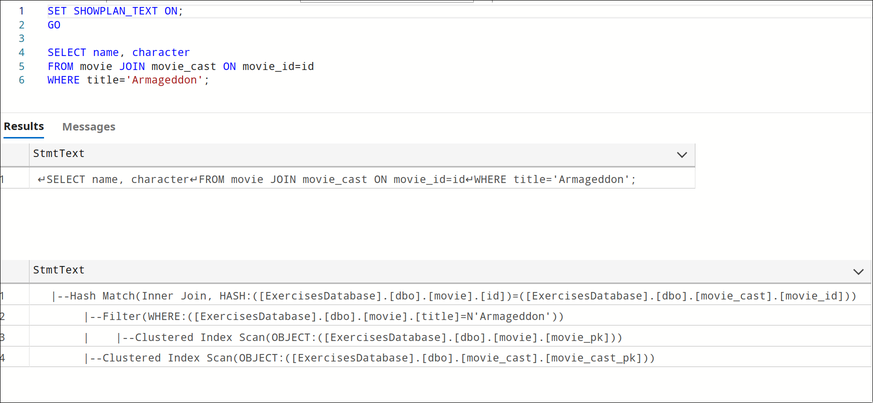 1 SET SHOWPLAN_TEXT ON;
2 GO
3
4 SELECT name, character
5 FROM movie JOIN movie_cast ON movie_id=id
6 WHERE title='Armageddon';
Results Messages
StmtText
1 ↵SELECT name, character↵FROM movie JOIN movie_cast ON movie_id=id↵WHERE title='Armageddon';
StmtText
1 |--Hash Match(Inner Join, HASH:([ExercisesDatabase].[dbo].[movie].[id])=([ExercisesDatabase].[dbo].[movie_cast].[movie_id]))
2 |--Filter(WHERE:([ExercisesDatabase].[dbo].[movie].[title]=N'Armageddon'))
3 | |--Clustered Index Scan(OBJECT:([ExercisesDatabase].[dbo].[movie].[movie_pk]))
4 |--Clustered Index Scan(OBJECT:([ExercisesDatabase].[dbo].[movie_cast].[movie_cast_pk]))